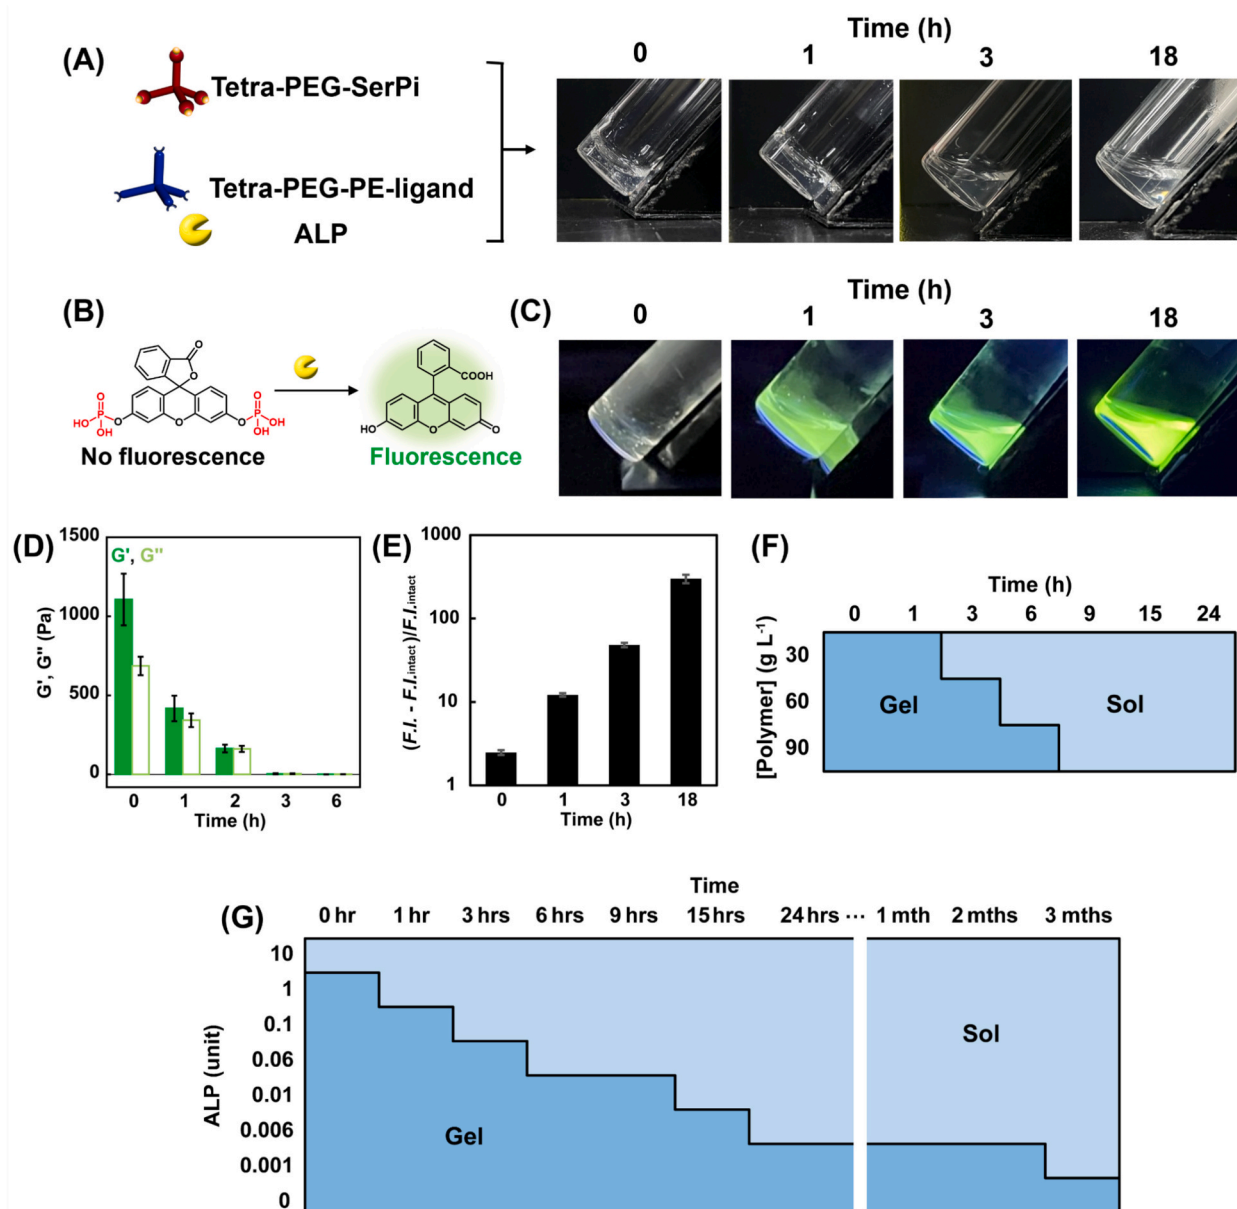 (A)
Tetra-PEG-SerPi
Tetra-PEG-PE-ligand
ALP
Time (h)
0 1 3 18
(B)
O
O
O
HO-P-O
HO
O
O
P-OH
OH
No fluorescence
COOH
HO
O
O
Fluorescence
(C)
Time (h)
0 1 3 18
(D)
G', G''
G', G'' (Pa)
1500
1000
500
0
0 1 2 3 6
Time (h)
(E)
(F.I. - F.I.intact)/F.I.intact
1000
100
10
1
0 1 3 18
Time (h)
(F)
Time (h)
0 1 3 6 9 15 24
[Polymer] (g L-1)
30
60
90
Gel
Sol
(G)
Time
0 hr 1 hr 3 hrs 6 hrs 9 hrs 15 hrs 24 hrs ··· 1 mth 2 mths 3 mths
ALP (unit)
10
1
0.1
0.06
0.01
0.006
0.001
0
Sol
Gel